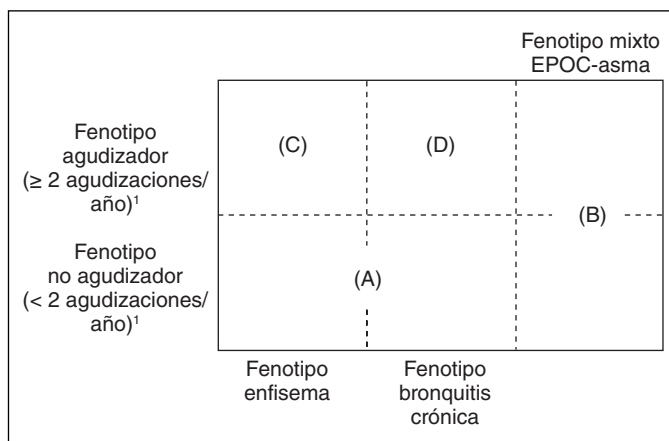 Fenotipo mixto
EPOC-asma
Fenotipo
agudizador
(≥ 2 agudizaciones/
año)¹
(C)
(D)
(B)
Fenotipo
no agudizador
(< 2 agudizaciones/
año)¹
(A)
Fenotipo
enfisema
Fenotipo
bronquitis
crónica